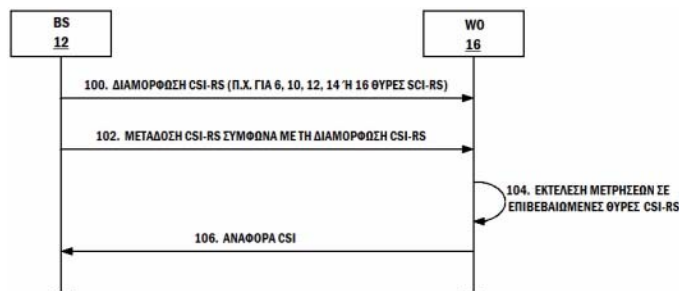 BS
12
WO
16
100. ΔΙΑΜΟΡΦΩΣΗ CSI-RS (Π.Χ. ΓΙΑ 6, 10, 12, 14 Ή 16 ΘΥΡΕΣ SCI-RS)
102. ΜΕΤΑΔΟΣΗ CSI-RS ΣΥΜΦΩΝΑ ΜΕ ΤΗ ΔΙΑΜΟΡΦΩΣΗ CSI-RS
104. ΕΚΤΕΛΕΣΗ ΜΕΤΡΗΣΕΩΝ ΣΕ
ΕΠΙΒΕΒΑΙΩΜΕΝΕΣ ΘΥΡΕΣ CSI-RS
106. ΑΝΑΦΟΡΑ CSI